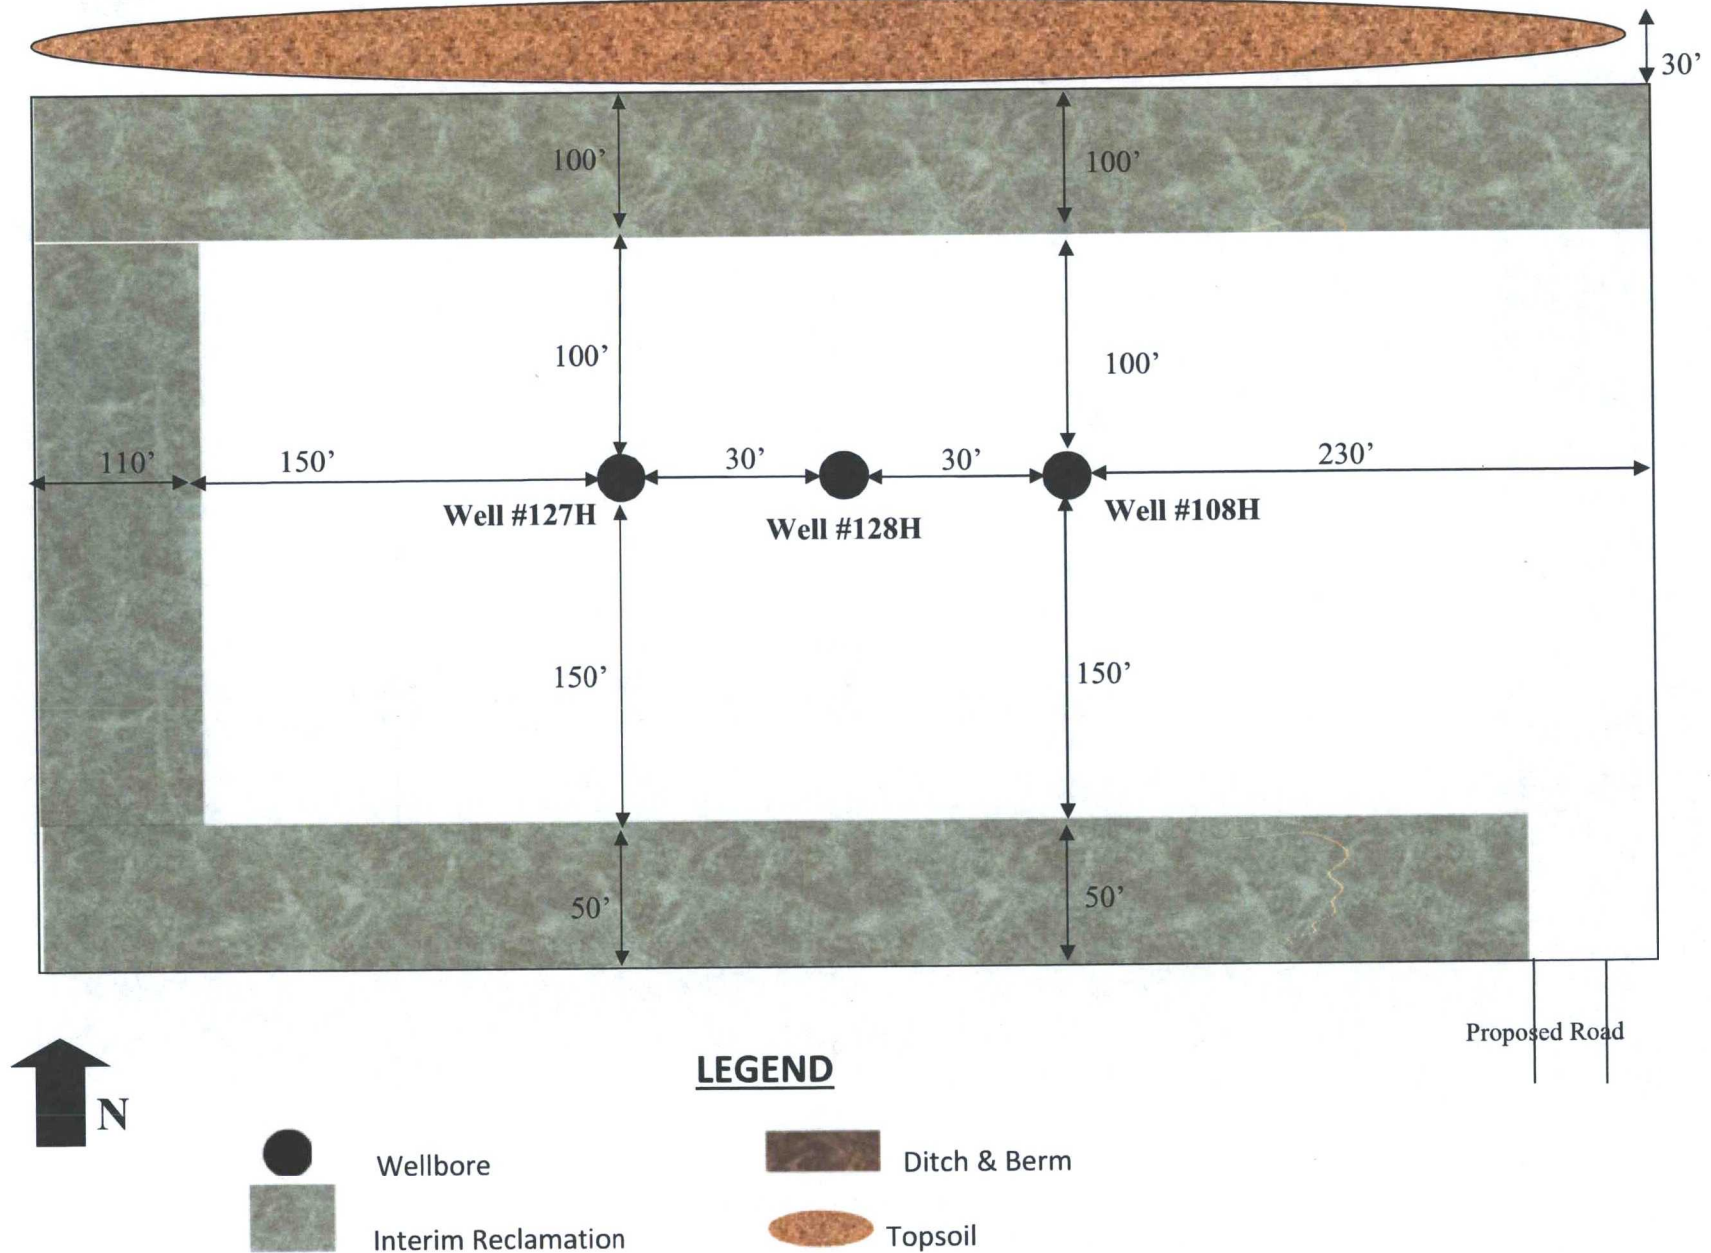 30’
100’
100’
100’
100’
110’
150’
30’
30’
230’
Well #127H
Well #128H
Well #108H
150’
150’
50’
50’
Proposed Road
N
LEGEND
Wellbore
Ditch & Berm
Interim Reclamation
Topsoil